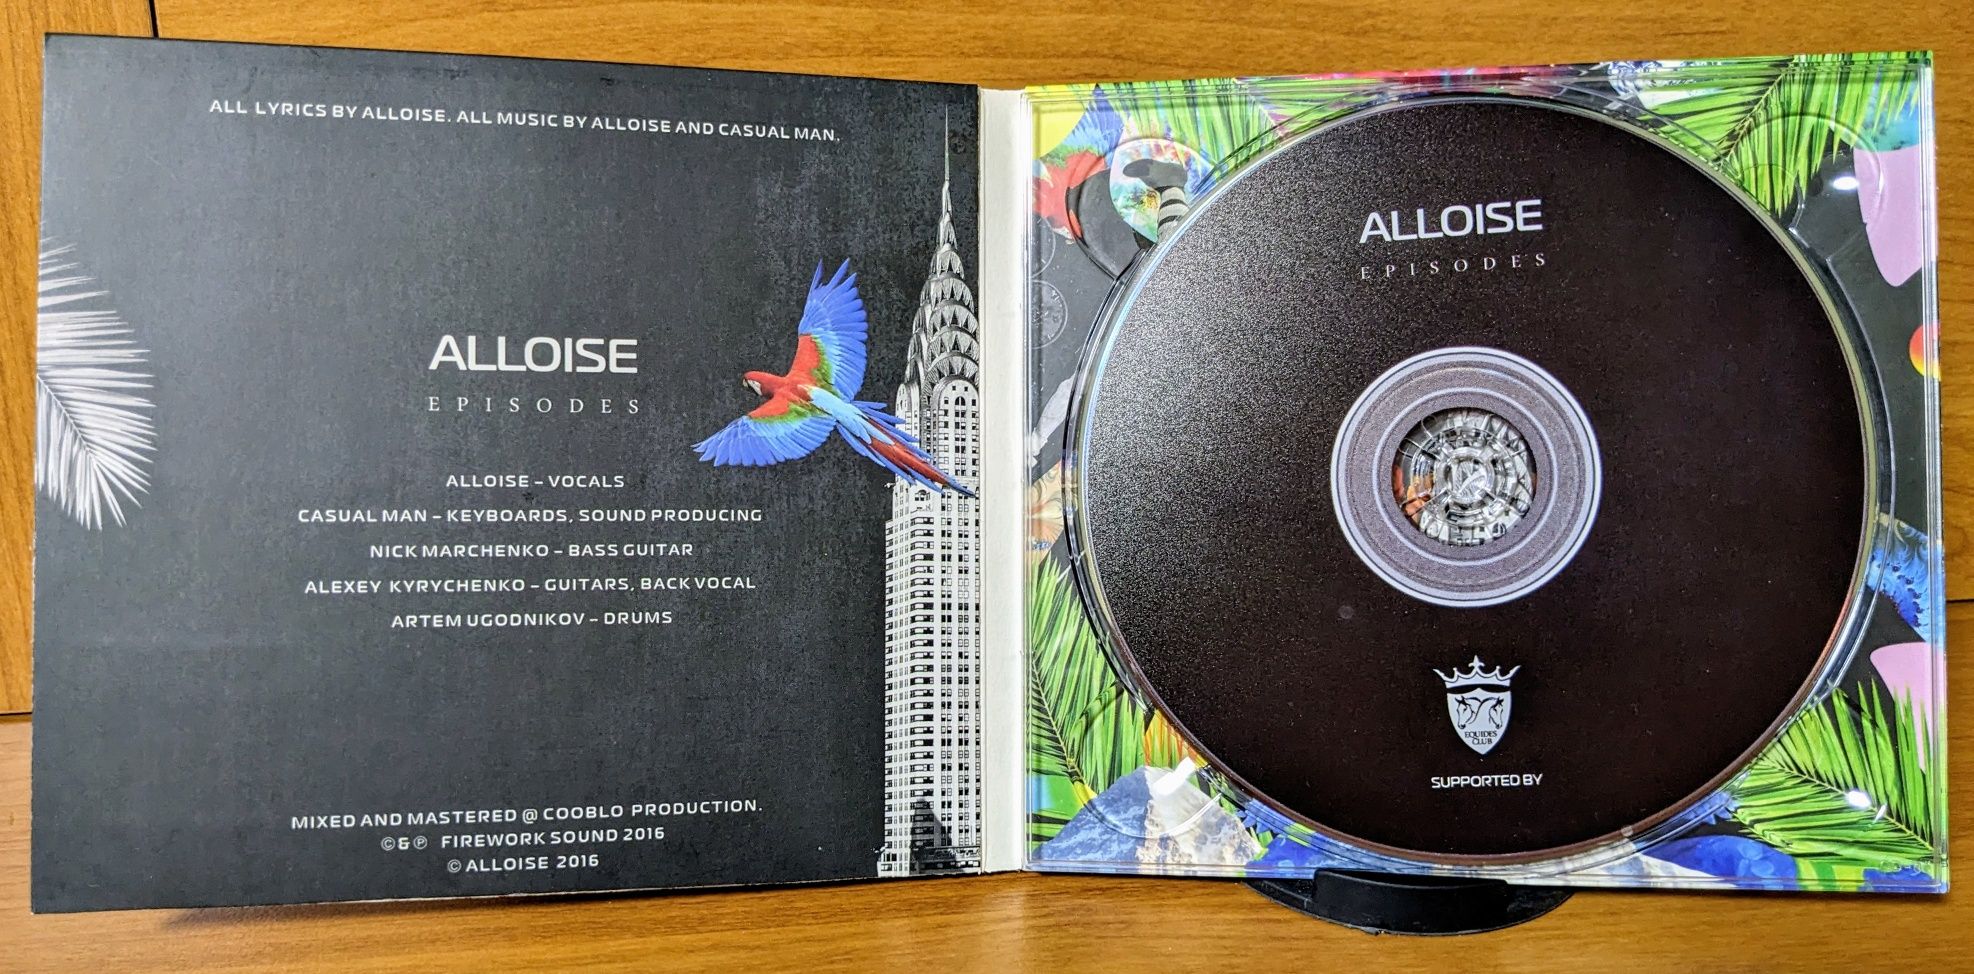 ALL LYRICS BY ALLOISE. ALL MUSIC BY ALLOISE AND CASUAL MAN.
ALLOISE
EPISODES
ALLOISE – VOCALS
CASUAL MAN – KEYBOARDS, SOUND PRODUCING
NICK MARCHENKO – BASS GUITAR
ALEXEY KYRYCHENKO – GUITARS, BACK VOCAL
ARTEM UGODNIKOV – DRUMS
MIXED AND MASTERED @ COOBLO PRODUCTION.
©&℗ FIREWORK SOUND 2016
© ALLOISE 2016
ALLOISE
EPISODES
EQUIDES
CLUB
SUPPORTED BY